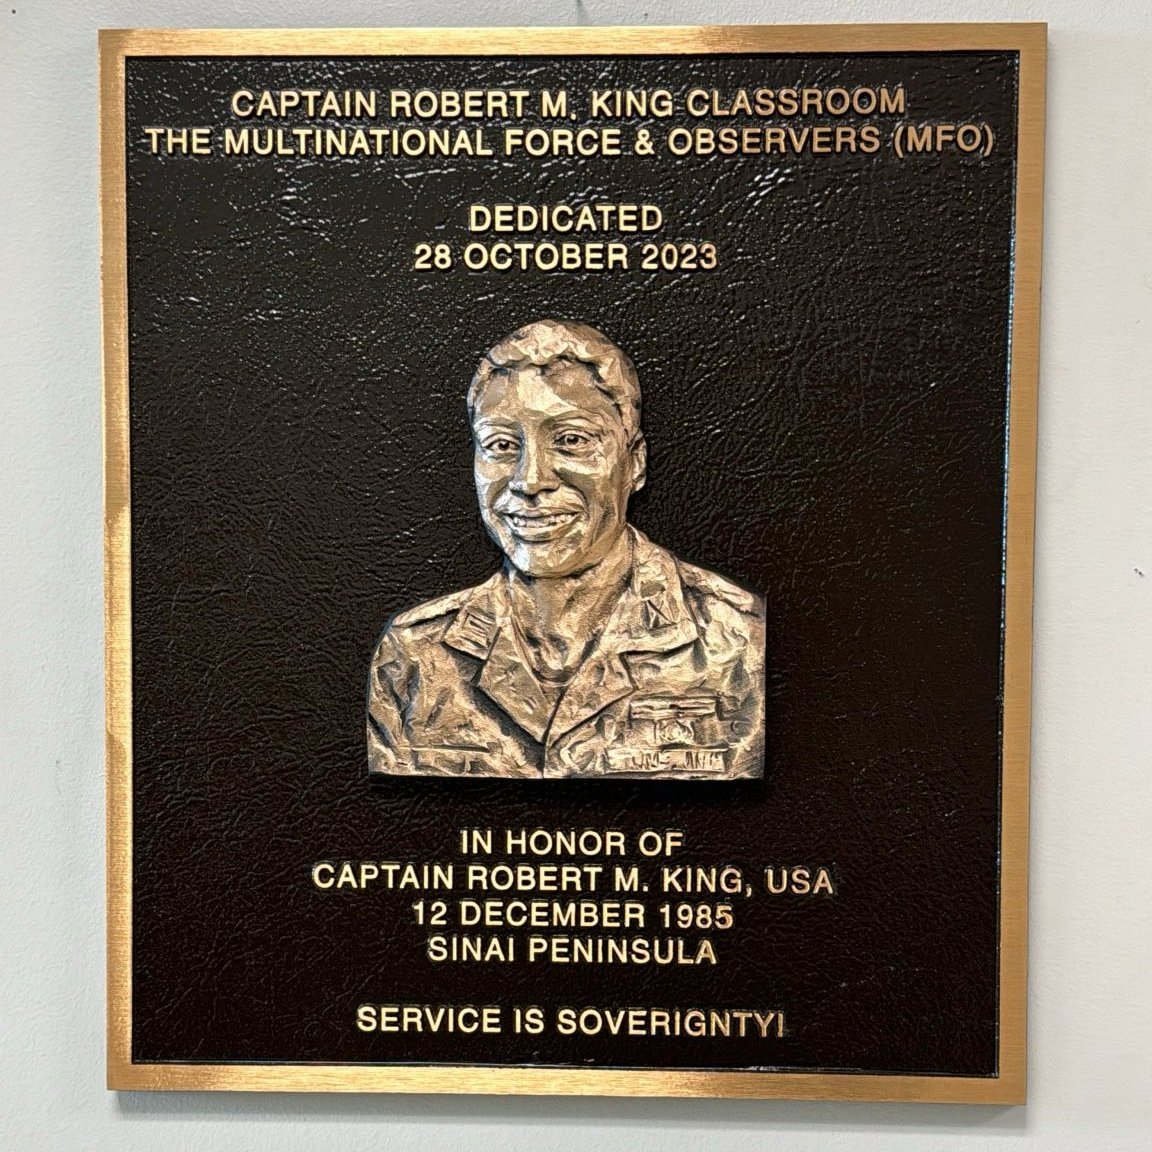 CAPTAIN ROBERT M. KING CLASSROOM
THE MULTINATIONAL FORCE & OBSERVERS (MFO)
DEDICATED
28 OCTOBER 2023
IN HONOR OF
CAPTAIN ROBERT M. KING, USA
12 DECEMBER 1985
SINAI PENINSULA
SERVICE IS SOVERIGNTY!